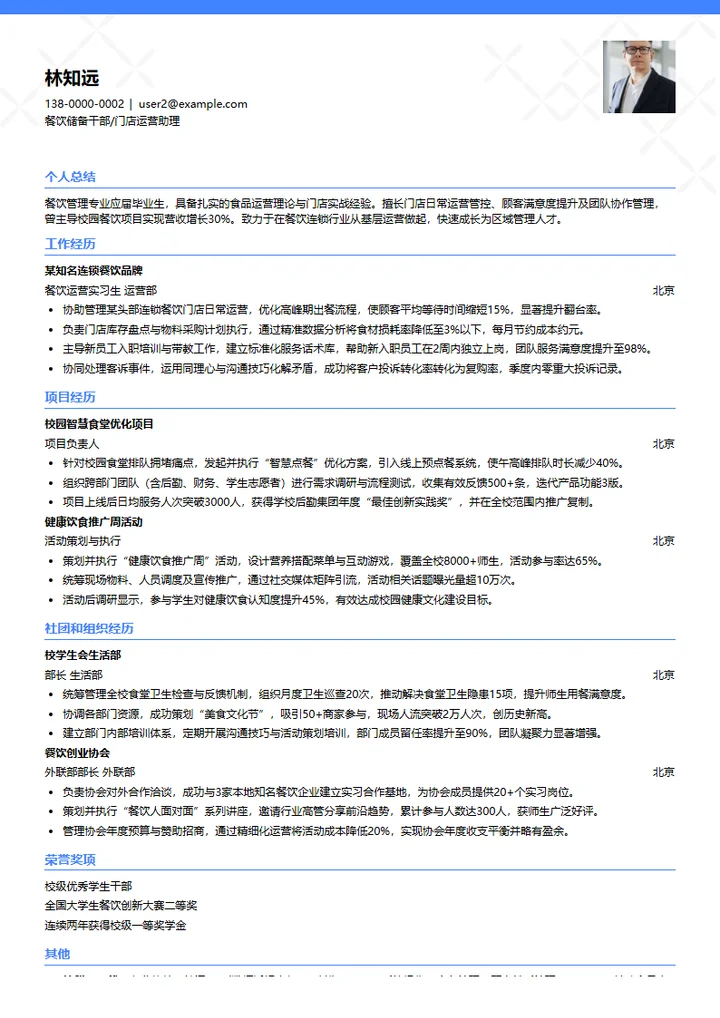 林知远
138-0000-0002 | user2@example.com
餐饮储备干部/门店运营助理
个人总结
餐饮管理专业应届毕业生，具备扎实的食品运营理论与门店实战经验。擅长门店日常运营管控、顾客满意度提升及团队协作管理，
曾主导校园餐饮项目实现营收增长30%。致力于在餐饮连锁行业从基层运营做起，快速成长为区域管理人才。
工作经历
某知名连锁餐饮品牌
餐饮运营实习生 运营部 北京
• 协助管理某头部连锁餐饮门店日常运营，优化高峰期出餐流程，使顾客平均等待时间缩短15%，显著提升翻台率。
• 负责门店库存盘点与物料采购计划执行，通过精准数据分析将食材损耗率降低至3%以下，每月节约成本约元。
• 主导新员工入职培训与带教工作，建立标准化服务话术库，帮助新入职员工在2周内独立上岗，团队服务满意度提升至98%。
• 协同处理客诉事件，运用同理心与沟通技巧化解矛盾，成功将客户投诉转化率转化为复购率，季度内零重大投诉记录。
项目经历
校园智慧食堂优化项目
项目负责人 北京
• 针对校园食堂排队拥堵痛点，发起并执行“智慧点餐”优化方案，引入线上预点餐系统，使午高峰排队时长减少40%。
• 组织跨部门团队（含后勤、财务、学生志愿者）进行需求调研与流程测试，收集有效反馈500+条，迭代产品功能3版。
• 项目上线后日均服务人次突破3000人，获得学校后勤集团年度“最佳创新实践奖”，并在全校范围内推广复制。
健康饮食推广周活动
活动策划与执行 北京
• 策划并执行“健康饮食推广周”活动，设计营养搭配菜单与互动游戏，覆盖全校8000+师生，活动参与率达65%。
• 统筹现场物料、人员调度及宣传推广，通过社交媒体矩阵引流，活动相关话题曝光量超10万次。
• 活动后调研显示，参与学生对健康饮食认知度提升45%，有效达成校园健康文化建设目标。
社团和组织经历
校学生会生活部
部长 生活部 北京
• 统筹管理全校食堂卫生检查与反馈机制，组织月度卫生巡查20次，推动解决食堂卫生隐患15项，提升师生用餐满意度。
• 协调各部门资源，成功策划“美食文化节”，吸引50+商家参与，现场人流突破2万人次，创历史新高。
• 建立部门内部培训体系，定期开展沟通技巧与活动策划培训，部门成员留任率提升至90%，团队凝聚力显著增强。
餐饮创业协会
外联部部长 外联部 北京
• 负责协会对外合作洽谈，成功与3家本地知名餐饮企业建立实习合作基地，为协会成员提供20+个实习岗位。
• 策划并执行“餐饮人面对面”系列讲座，邀请行业高管分享前沿趋势，累计参与人数达300人，获师生广泛好评。
• 管理协会年度预算与赞助招商，通过精细化运营将活动成本降低20%，实现协会年度收支平衡并略有盈余。
荣誉奖项
校级优秀学生干部
全国大学生餐饮创新大赛二等奖
连续两年获得校级一等奖学金
其他